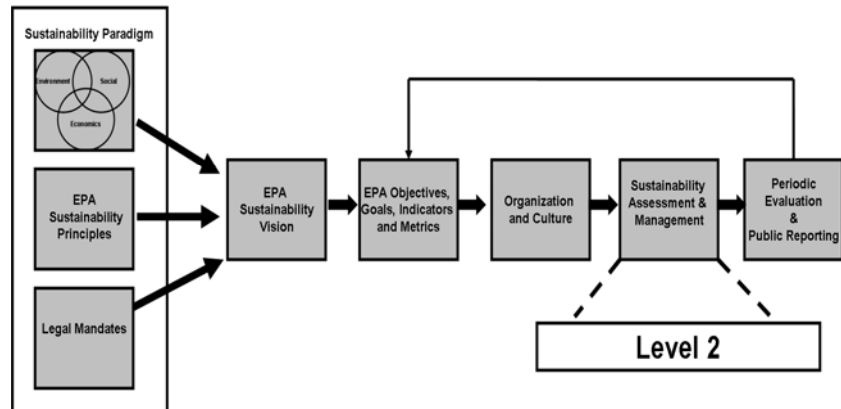 Sustainability Paradigm
Environment
Social
Economics
EPA
Sustainability
Principles
Legal Mandates
EPA
Sustainability
Vision
EPA Objectives,
Goals, Indicators
and Metrics
Organization
and Culture
Sustainability
Assessment &
Management
Periodic
Evaluation
&
Public Reporting
Level 2